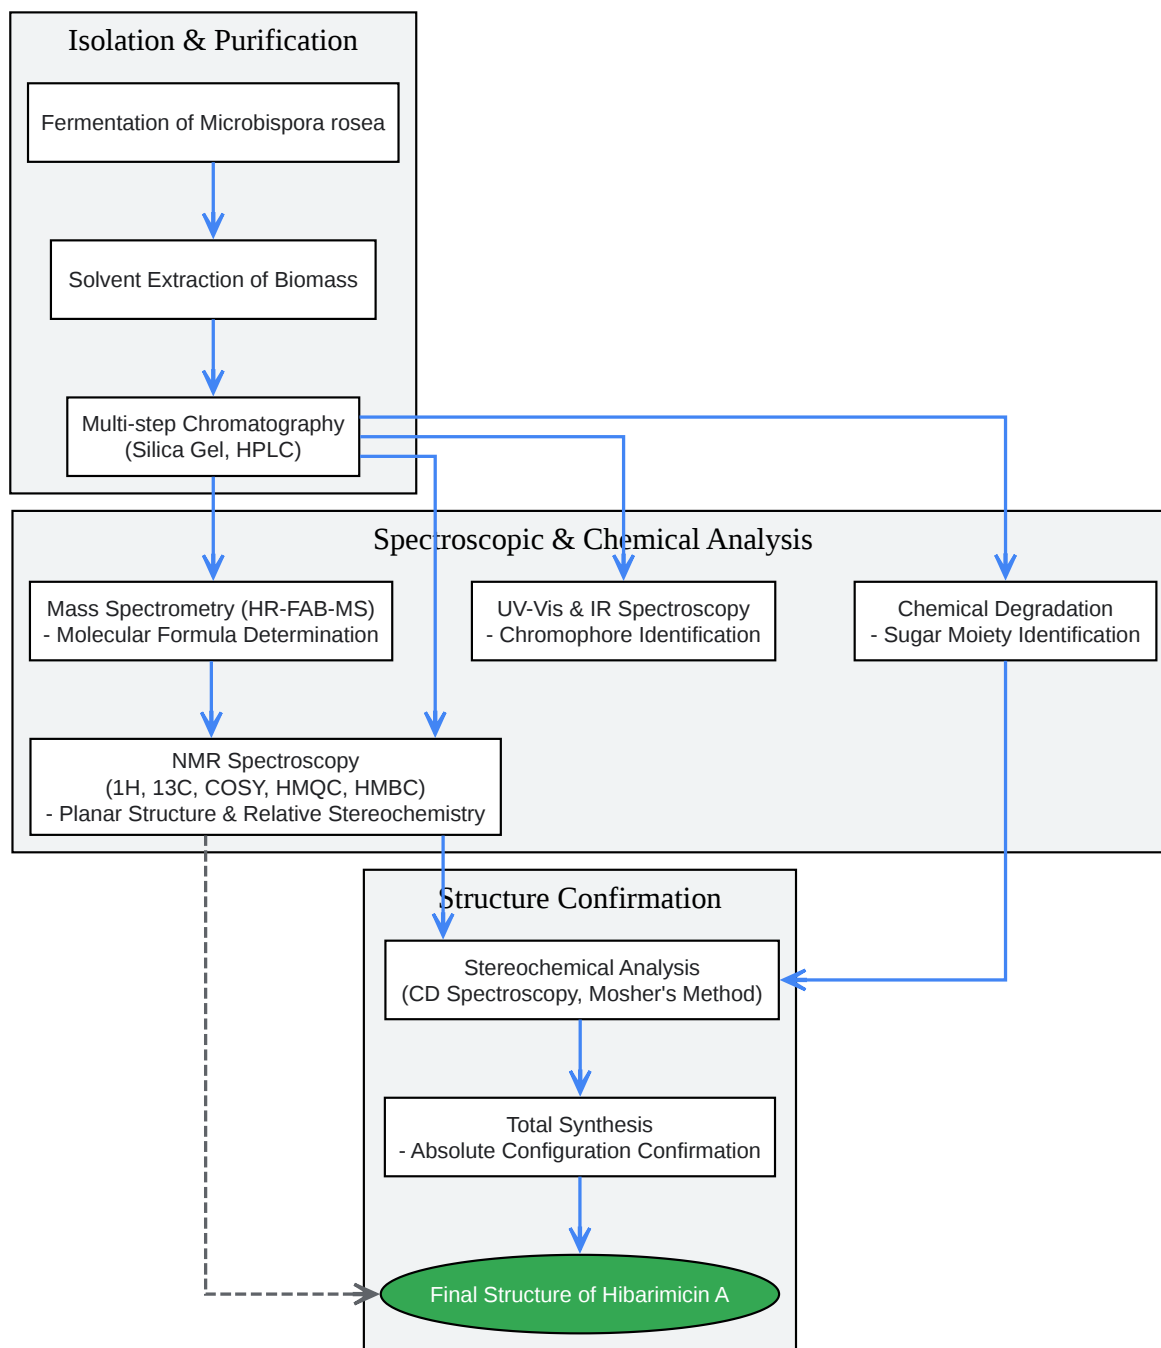 Isolation & Purification
Fermentation of Microbispora rosea
Solvent Extraction of Biomass
Multi-step Chromatography
(Silica Gel, HPLC)
Spectroscopic & Chemical Analysis
Mass Spectrometry (HR-FAB-MS)
- Molecular Formula Determination
UV-Vis & IR Spectroscopy
- Chromophore Identification
Chemical Degradation
- Sugar Moiety Identification
NMR Spectroscopy
(1H, 13C, COSY, HMQC, HMBC)
- Planar Structure & Relative Stereochemistry
Structure Confirmation
Stereochemical Analysis
(CD Spectroscopy, Mosher's Method)
Total Synthesis
- Absolute Configuration Confirmation
Final Structure of Hibarimicin A